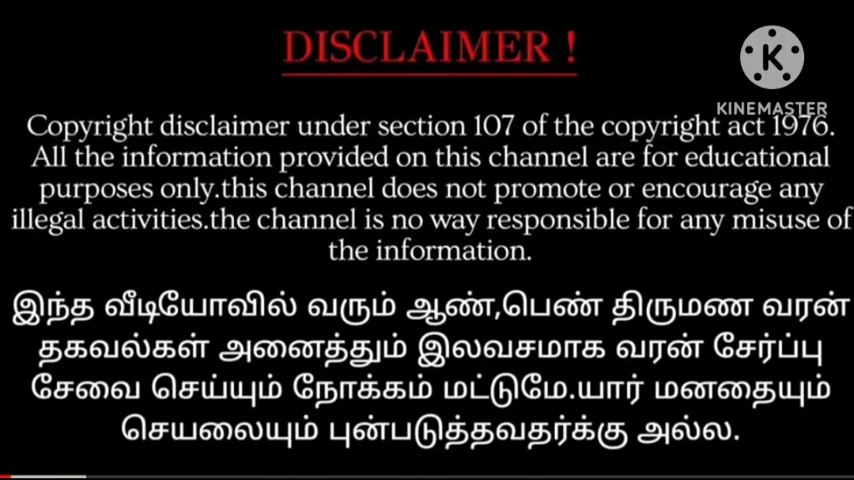 DISCLAIMER !
K
KINEMASTER
Copyright disclaimer under section 107 of the copyright act 1976.
All the information provided on this channel are for educational
purposes only.this channel does not promote or encourage any
illegal activities.the channel is no way responsible for any misuse of
the information.
இந்த வீடியோவில் வரும் ஆண்,பெண் திருமண வரன்
தகவல்கள் அனைத்தும் இலவசமாக வரன் சேர்ப்பு
சேவை செய்யும் நோக்கம் மட்டுமே.யார் மனதையும்
செயலையும் புன்படுத்தவதர்க்கு அல்ல.